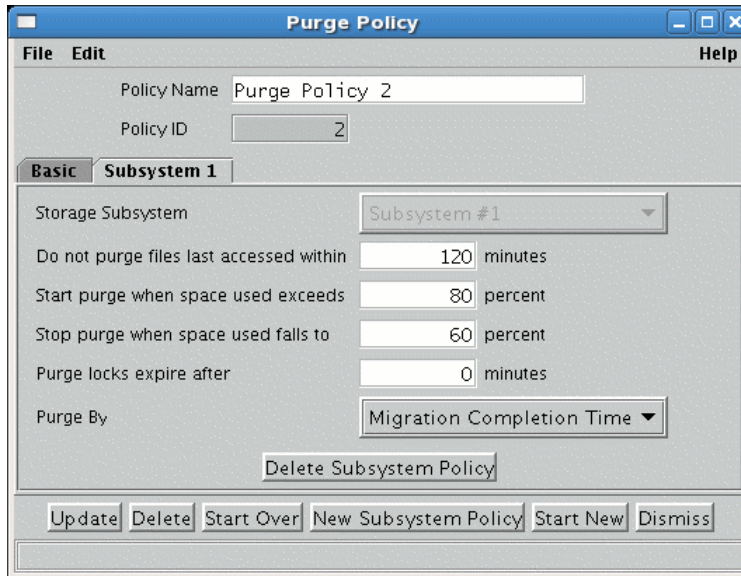 Purge Policy
File Edit Help
Policy Name Purge Policy 2
Policy ID 2
Basic Subsystem 1
Storage Subsystem Subsystem #1
Do not purge files last accessed within 120 minutes
Start purge when space used exceeds 80 percent
Stop purge when space used falls to 60 percent
Purge locks expire after 0 minutes
Purge By Migration Completion Time
Delete Subsystem Policy
Update Delete Start Over New Subsystem Policy Start New Dismiss